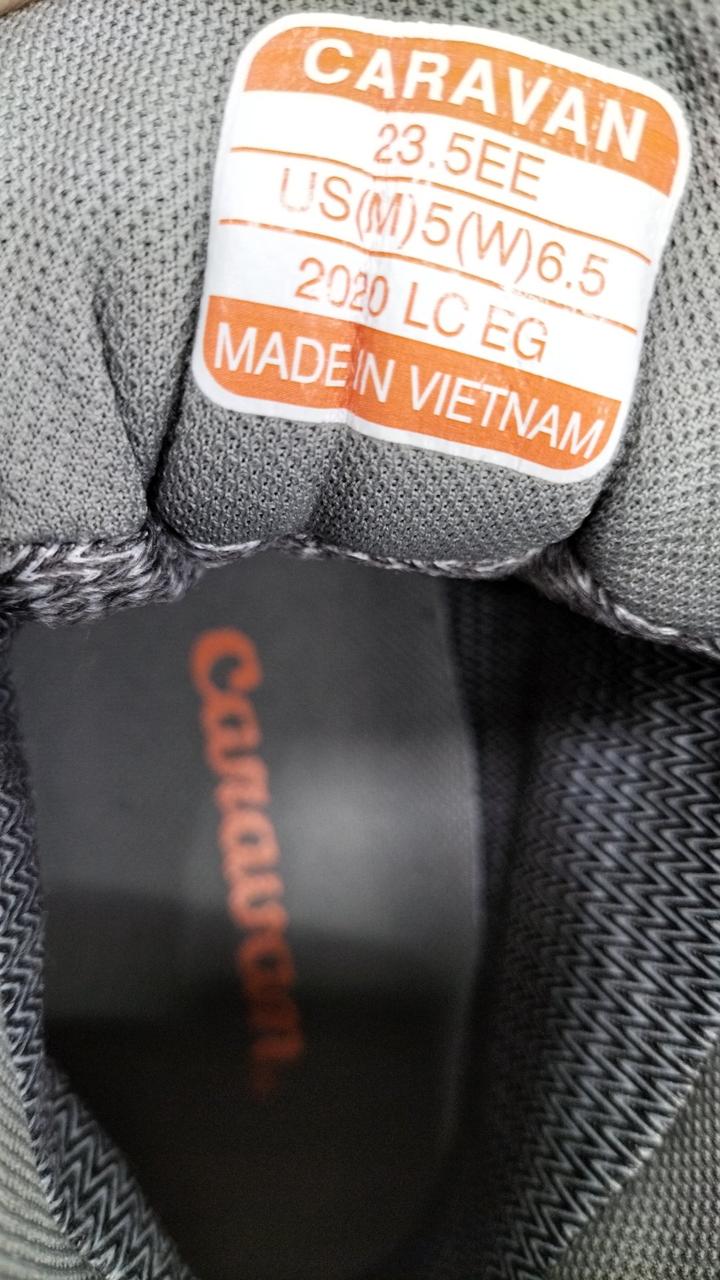 CARAVAN
23.5EE
US(M)5(W)6.5
2020 LC EG
MADE IN VIETNAM
Caravan